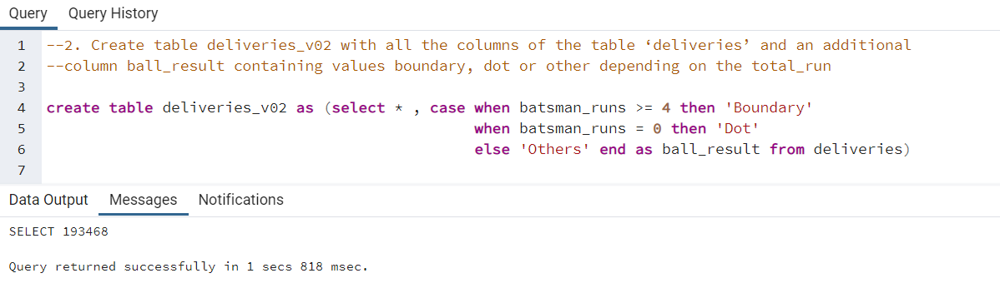 Query Query History
1 --2. Create table deliveries_v02 with all the columns of the table ‘deliveries’ and an additional
2 --column ball_result containing values boundary, dot or other depending on the total_run
3
4 create table deliveries_v02 as (select * , case when batsman_runs >= 4 then 'Boundary'
5 when batsman_runs = 0 then 'Dot'
6 else 'Others' end as ball_result from deliveries)
7
Data Output Messages Notifications
SELECT 193468
Query returned successfully in 1 secs 818 msec.